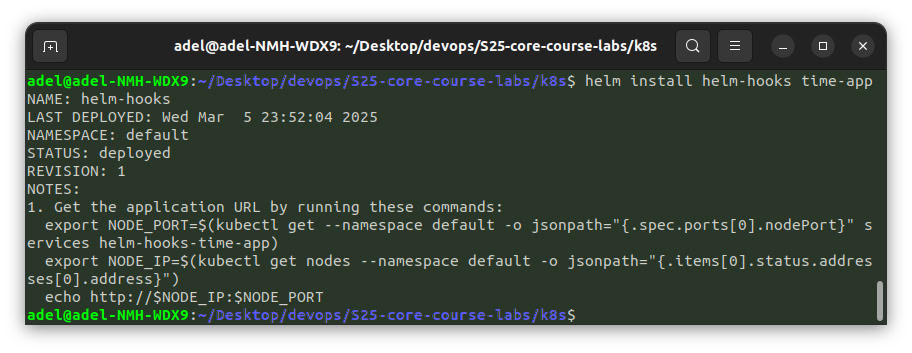 adel@adel-NMH-WDX9: ~/Desktop/devops/S25-core-course-labs/k8s
adel@adel-NMH-WDX9:~/Desktop/devops/S25-core-course-labs/k8s$ helm install helm-hooks time-app
NAME: helm-hooks
LAST DEPLOYED: Wed Mar  5 23:52:04 2025
NAMESPACE: default
STATUS: deployed
REVISION: 1
NOTES:
1. Get the application URL by running these commands:
  export NODE_PORT=$(kubectl get --namespace default -o jsonpath="{.spec.ports[0].nodePort}" s
ervices helm-hooks-time-app)
  export NODE_IP=$(kubectl get nodes --namespace default -o jsonpath="{.items[0].status.addres
ses[0].address}")
  echo http://$NODE_IP:$NODE_PORT
adel@adel-NMH-WDX9:~/Desktop/devops/S25-core-course-labs/k8s$